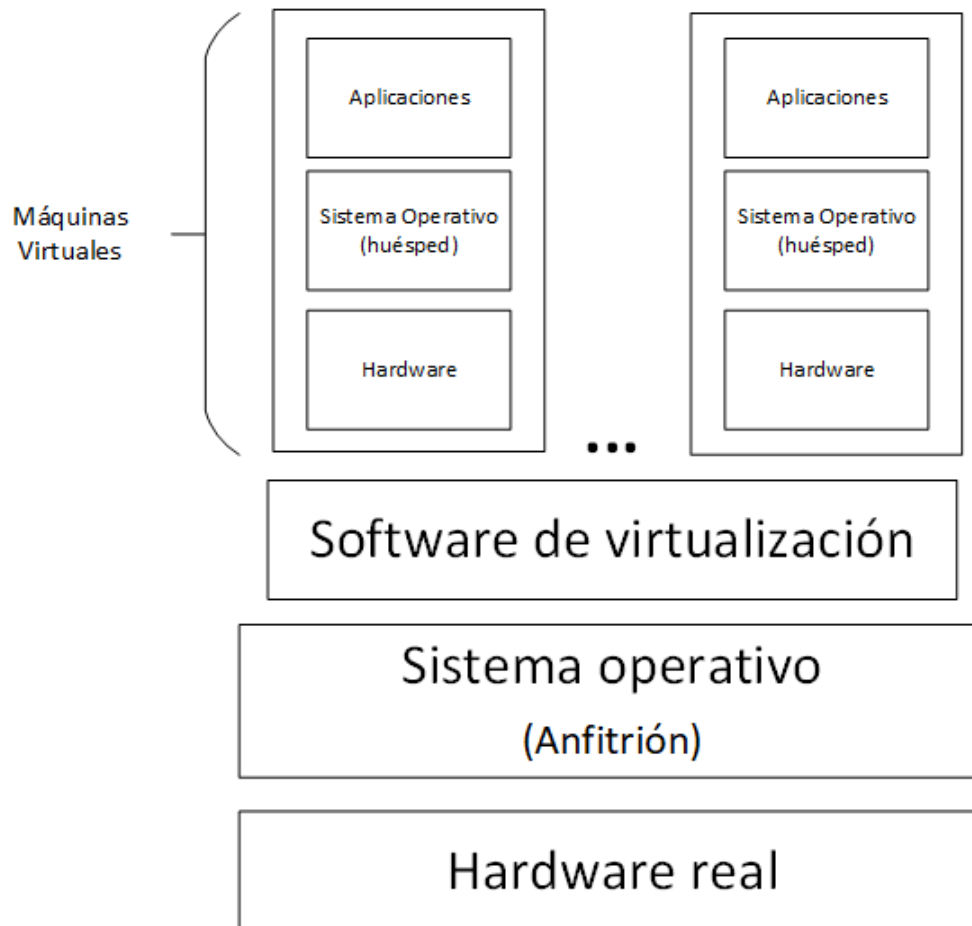 Máquinas
Virtuales
Aplicaciones
Sistema Operativo
(huésped)
Hardware
...
Aplicaciones
Sistema Operativo
(huésped)
Hardware
Software de virtualización
Sistema operativo
(Anfitrión)
Hardware real